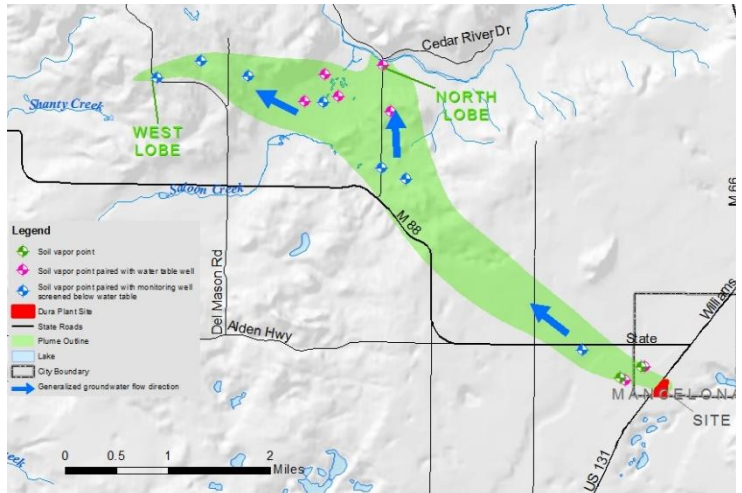 Cedar River Dr
Shanty Creek
WEST
LOBE
NORTH
LOBE
Saloon Creek
M 66
M 88
Legend
Soil vapor point
Soil vapor point paired with water table well
Soil vapor point paired with monitoring well
screened below water table
Dura Plant Site
State Roads
Plume Outline
Lake
City Boundary
Generalized groundwater flow direction
Del Mason Rd
Alden Hwy
State
Williams
MANCELONA
SITE
US 131
0 0.5 1 2
Miles
Creek